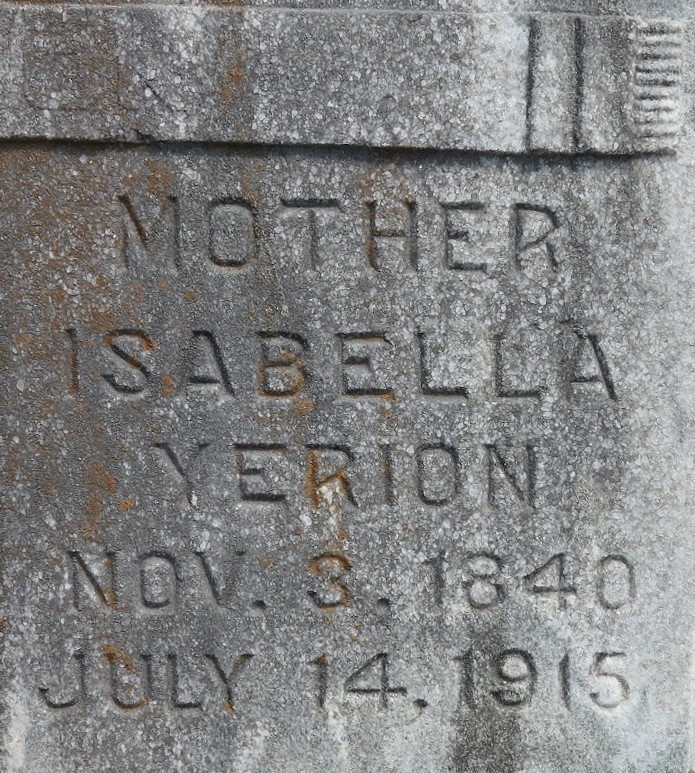 MOTHER
ISABELLA
YERION
NOV. 3. 1840
JULY 14. 1915